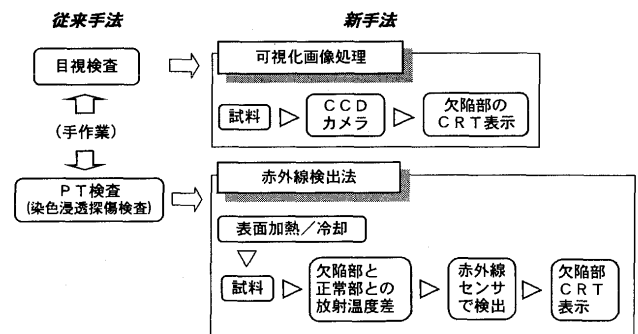 従来手法
新手法
目視検査
可視化画像処理
試料
ＣＣＤ
カメラ
欠陥部の
ＣＲＴ表示
(手作業)
ＰＴ検査
(染色浸透探傷検査)
赤外線検出法
表面加熱／冷却
試料
欠陥部と
正常部との
放射温度差
赤外線
センサ
で検出
欠陥部
ＣＲＴ
表示